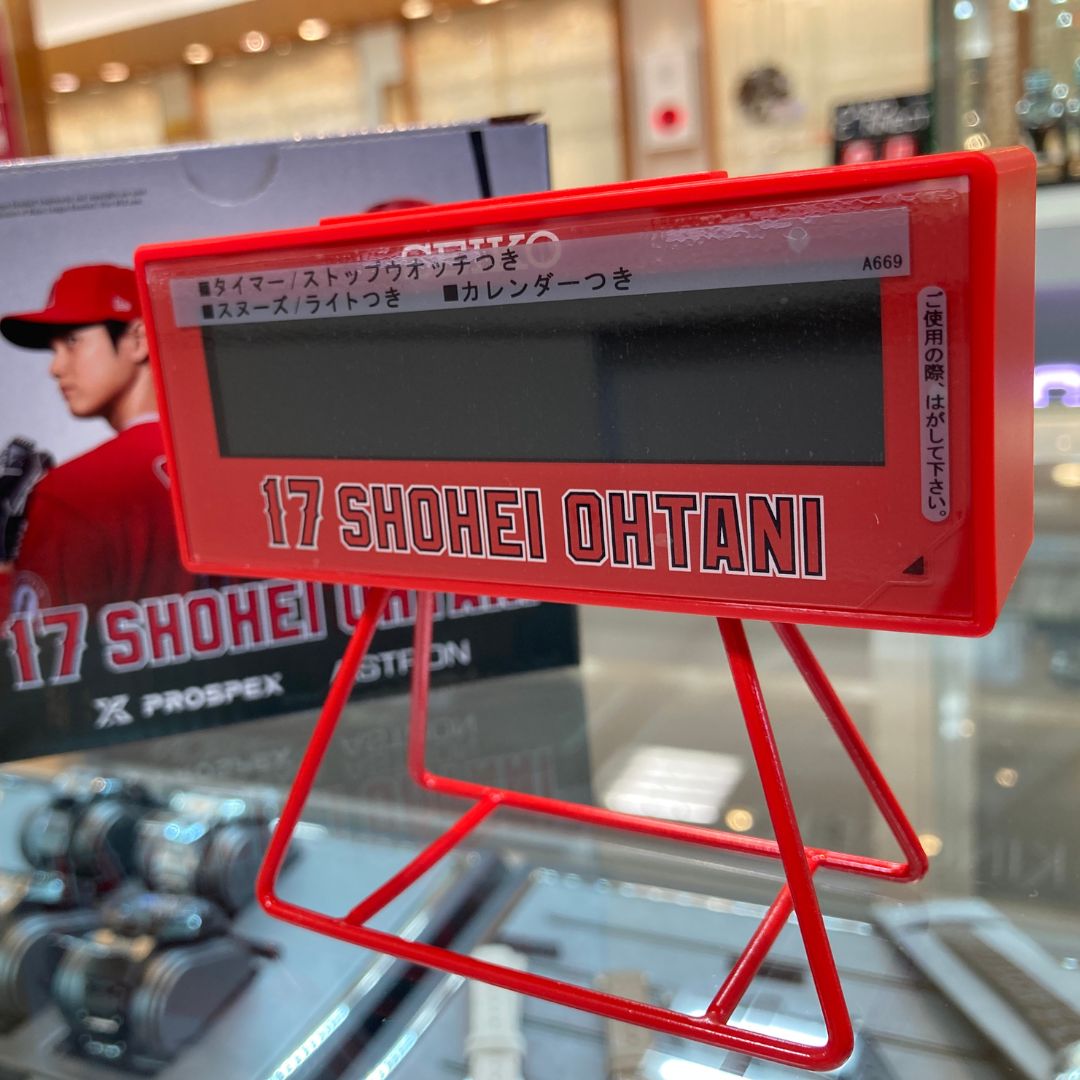 SEIKO
■タイマー/ストップウオッチつき
■スヌーズ/ライトつき ■カレンダーつき
A669
ご使用の際、はがして下さい。
17 SHOHEI OHTANI
17 SHOHEI OHTANI
PROSPEX
ASTRON